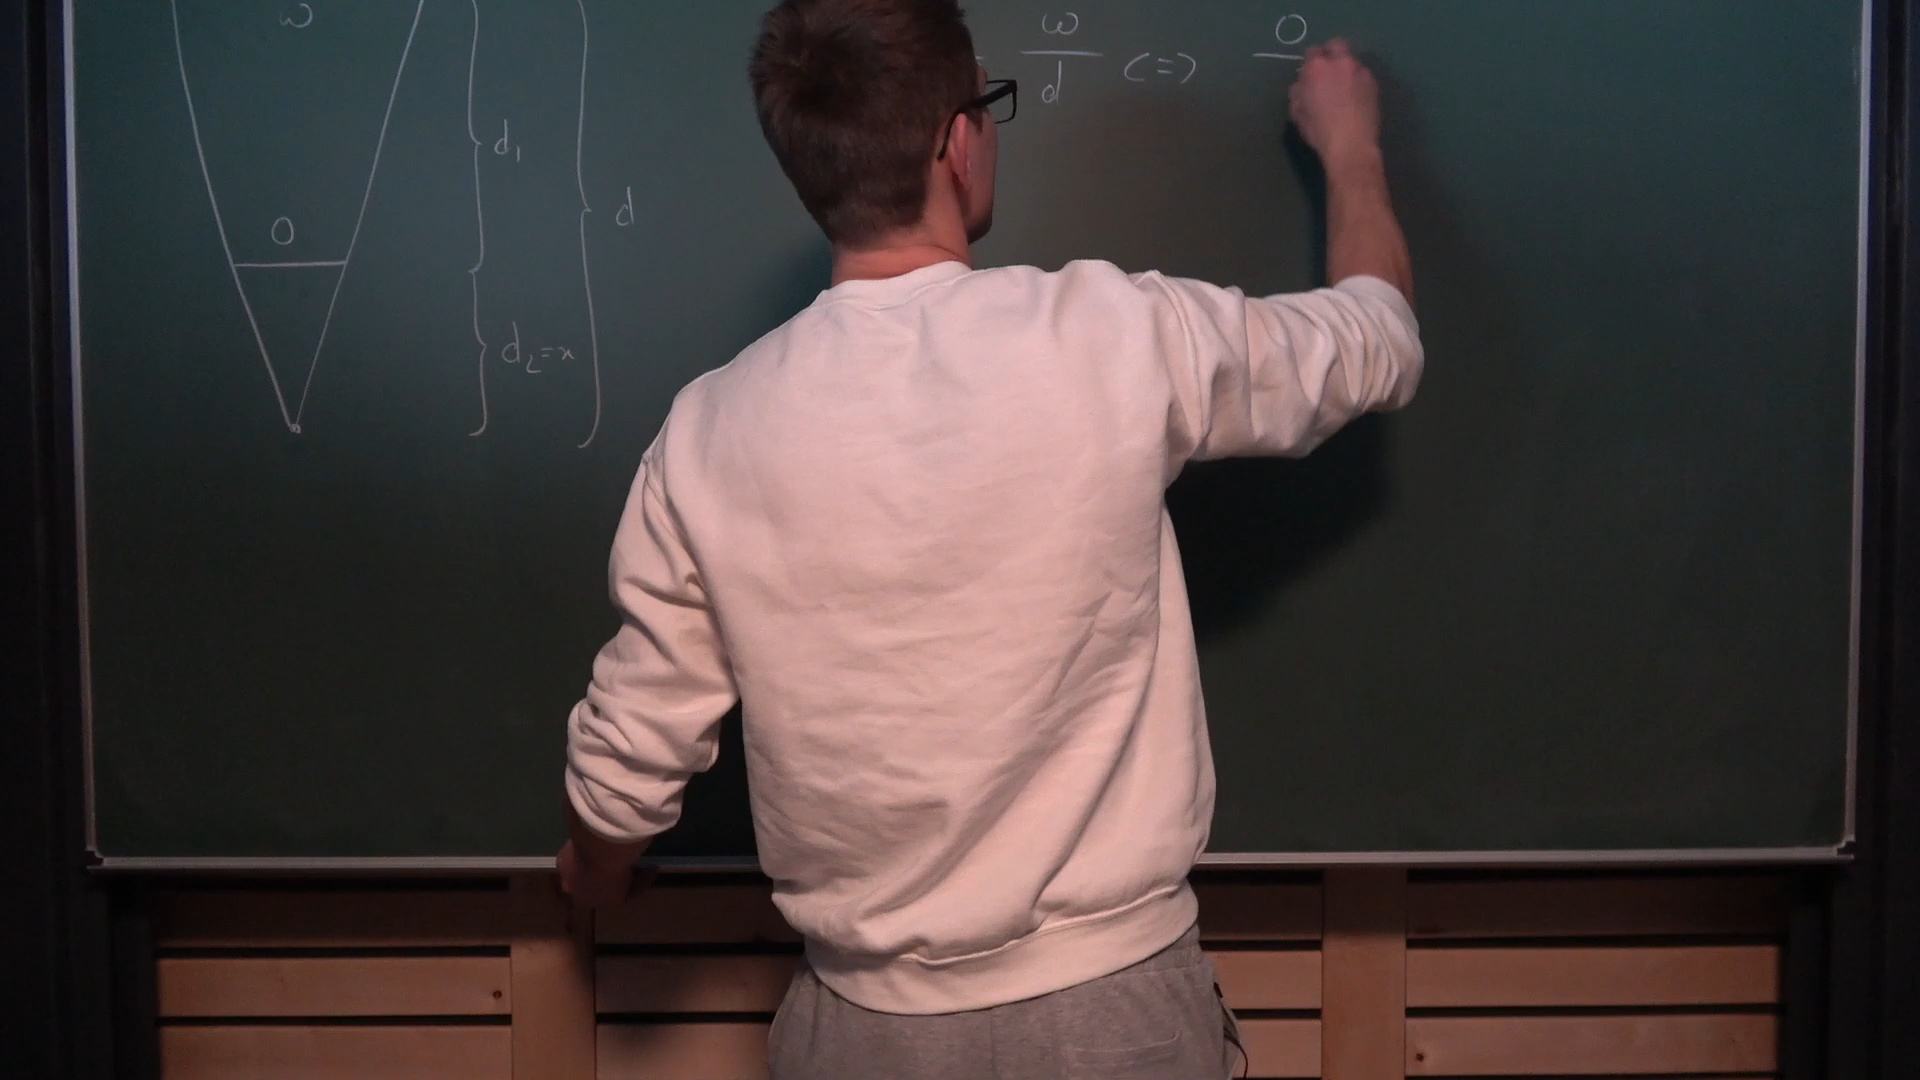 w
d₁
O
d
d₂=x
w/d <=> O